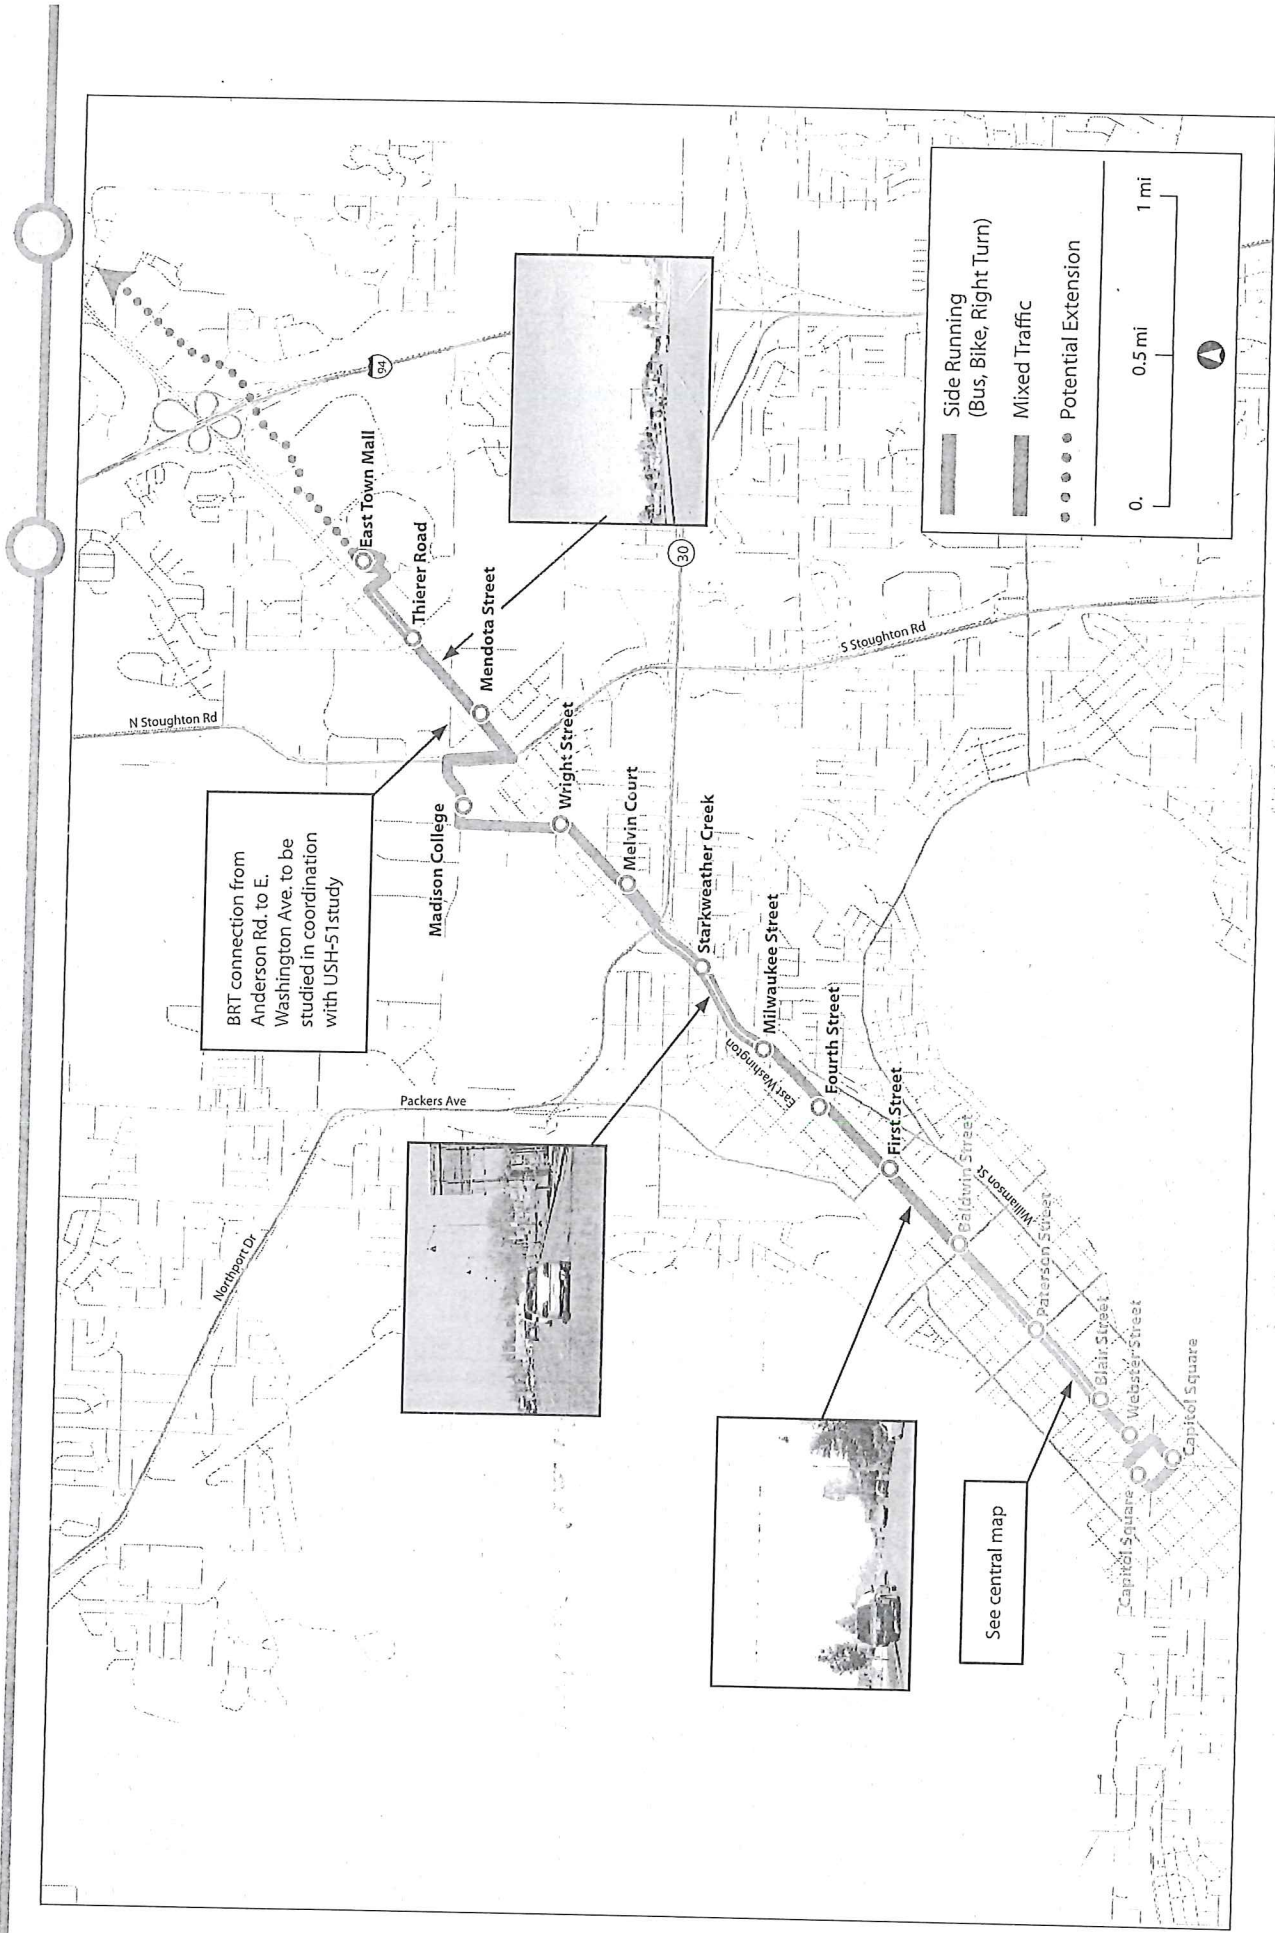 N Stoughton Rd
94
East Town Mall
Thierer Road
Mendota Street
BRT connection from
Anderson Rd. to E.
Washington Ave. to be
studied in coordination
with USH-51study
Madison College
Wright Street
Melvin Court
30
S Stoughton Rd
Starkweather Creek
Milwaukee Street
East Washington
Fourth Street
First Street
Packers Ave
Northport Dr
Baldwin Street
Williamson St
Paterson Street
Blair Street
Webster Street
Capitol Square
Capitol Square
See central map
Side Running
(Bus, Bike, Right Turn)
Mixed Traffic
Potential Extension
0.
0.5 mi
1 mi